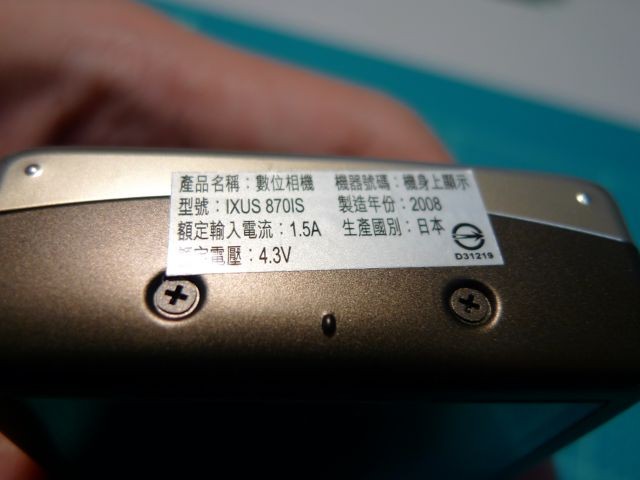 產品名稱：數位相機 機器號碼：機身上顯示
型號：IXUS 870IS 製造年份：2008
額定輸入電流：1.5A 生產國別：日本
定電壓：4.3V
D31219